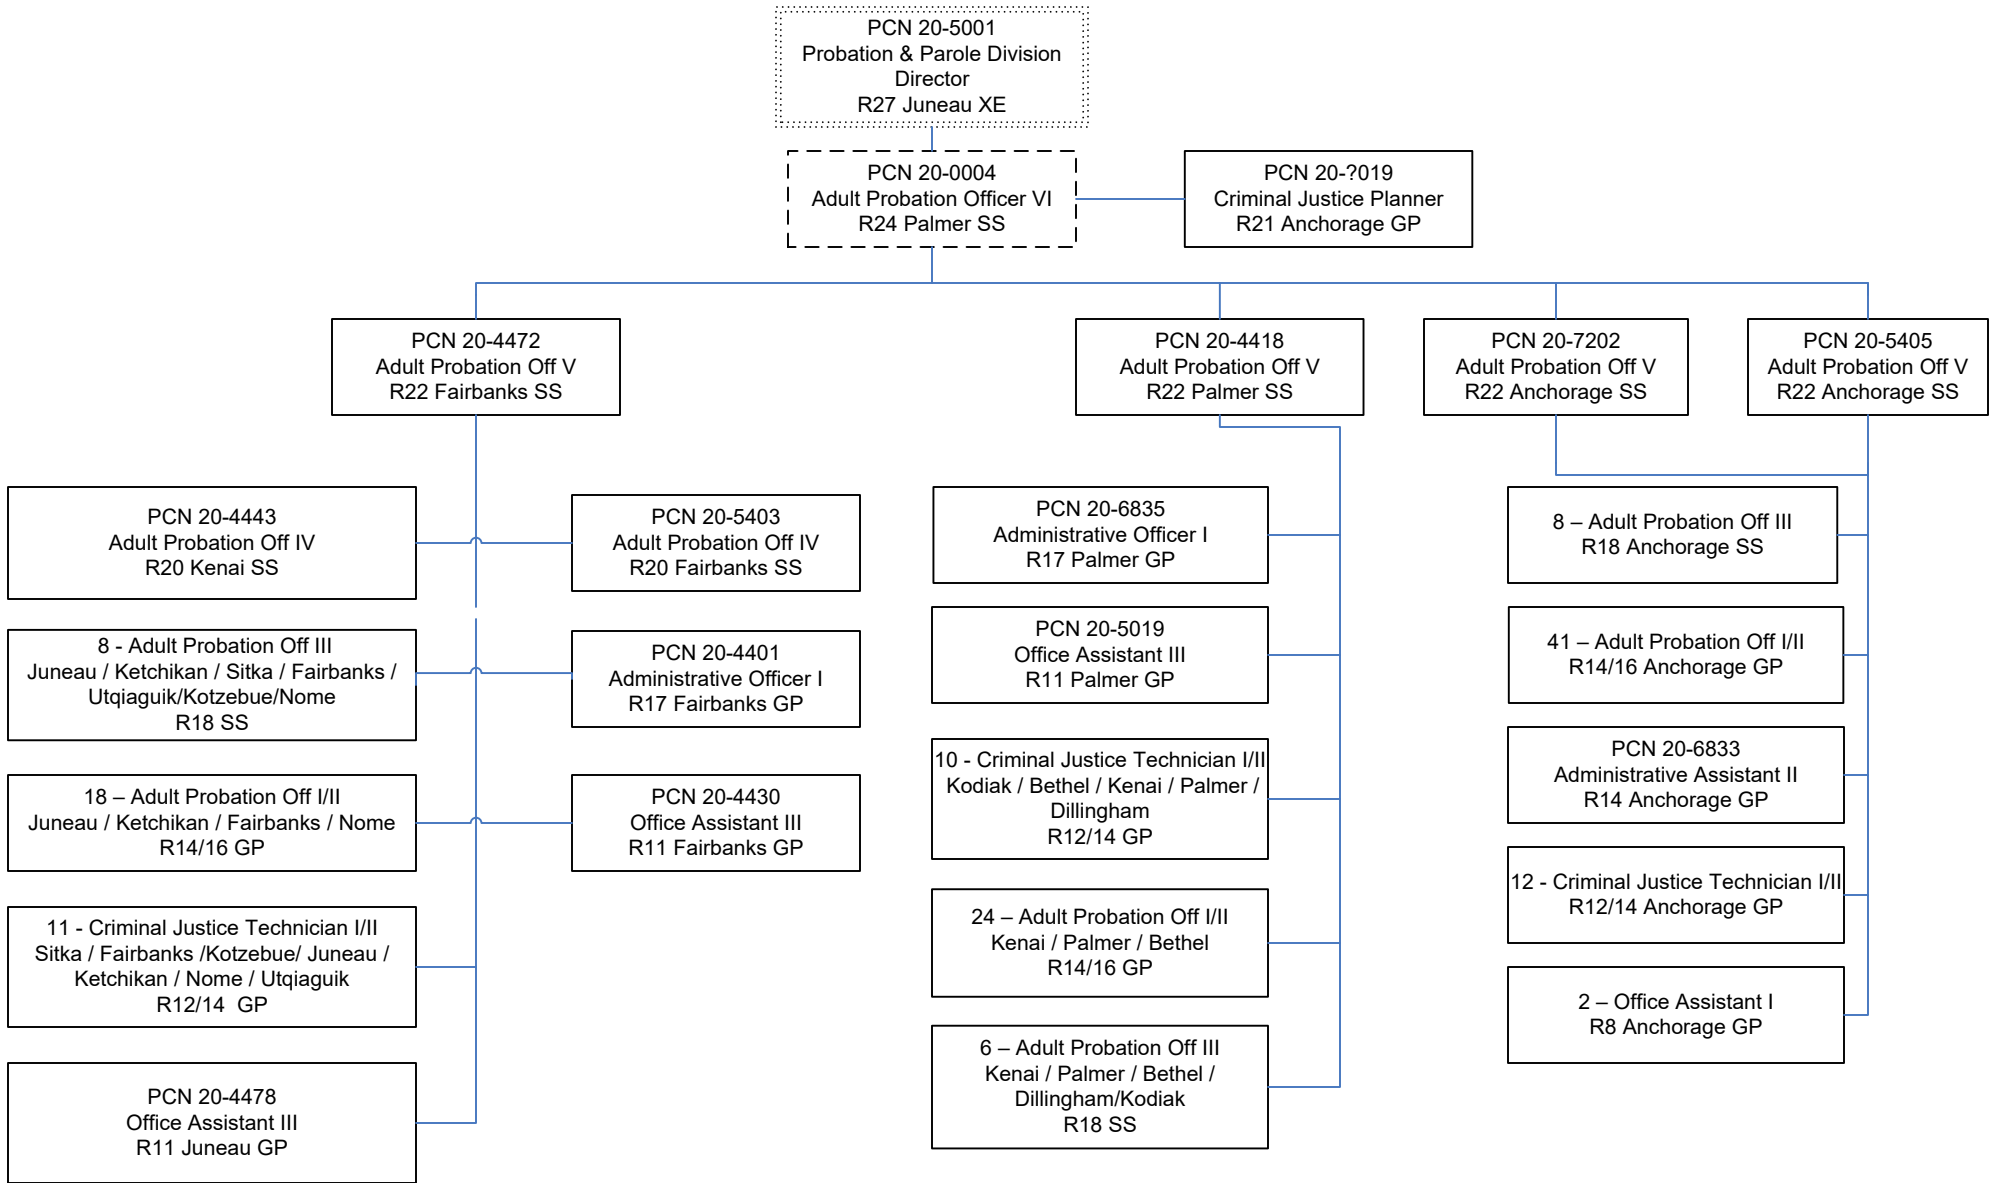 PCN 20-5001
Probation & Parole Division
Director
R27 Juneau XE
PCN 20-0004
Adult Probation Officer VI
R24 Palmer SS
PCN 20-?019
Criminal Justice Planner
R21 Anchorage GP
PCN 20-4472
Adult Probation Off V
R22 Fairbanks SS
PCN 20-4418
Adult Probation Off V
R22 Palmer SS
PCN 20-7202
Adult Probation Off V
R22 Anchorage SS
PCN 20-5405
Adult Probation Off V
R22 Anchorage SS
PCN 20-4443
Adult Probation Off IV
R20 Kenai SS
PCN 20-5403
Adult Probation Off IV
R20 Fairbanks SS
8 - Adult Probation Off III
Juneau / Ketchikan / Sitka / Fairbanks /
Utqiaguik/Kotzebue/Nome
R18 SS
PCN 20-4401
Administrative Officer I
R17 Fairbanks GP
18 – Adult Probation Off I/II
Juneau / Ketchikan / Fairbanks / Nome
R14/16 GP
PCN 20-4430
Office Assistant III
R11 Fairbanks GP
11 - Criminal Justice Technician I/II
Sitka / Fairbanks /Kotzebue/ Juneau /
Ketchikan / Nome / Utqiaguik
R12/14  GP
PCN 20-4478
Office Assistant III
R11 Juneau GP
PCN 20-6835
Administrative Officer I
R17 Palmer GP
PCN 20-5019
Office Assistant III
R11 Palmer GP
10 - Criminal Justice Technician I/II
Kodiak / Bethel / Kenai / Palmer /
Dillingham
R12/14 GP
24 – Adult Probation Off I/II
Kenai / Palmer / Bethel
R14/16 GP
6 – Adult Probation Off III
Kenai / Palmer / Bethel /
Dillingham/Kodiak
R18 SS
8 – Adult Probation Off III
R18 Anchorage SS
41 – Adult Probation Off I/II
R14/16 Anchorage GP
PCN 20-6833
Administrative Assistant II
R14 Anchorage GP
12 - Criminal Justice Technician I/II
R12/14 Anchorage GP
2 – Office Assistant I
R8 Anchorage GP